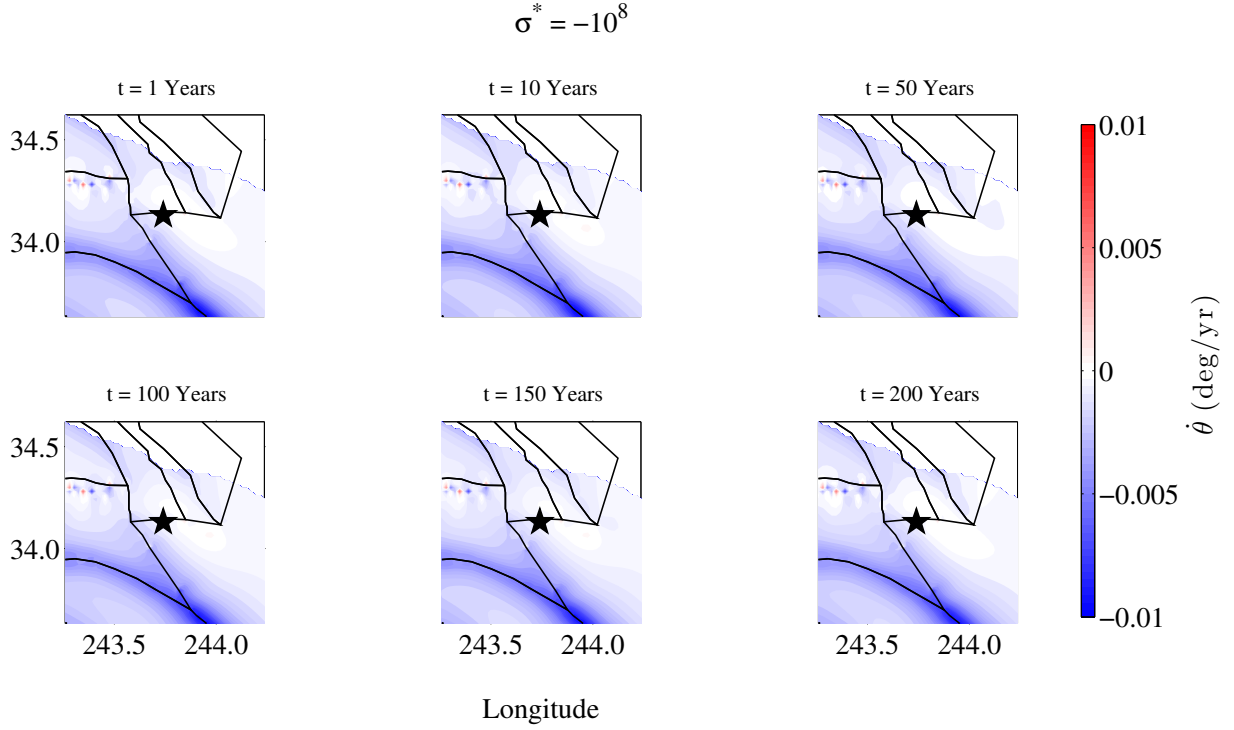 σ* = −10⁸
t = 1 Years
t = 10 Years
t = 50 Years
34.5
34.0
t = 100 Years
t = 150 Years
t = 200 Years
34.5
34.0
243.5 244.0
243.5 244.0
243.5 244.0
Longitude
0.01
0.005
0
−0.005
−0.01
θ̇ (deg/yr)